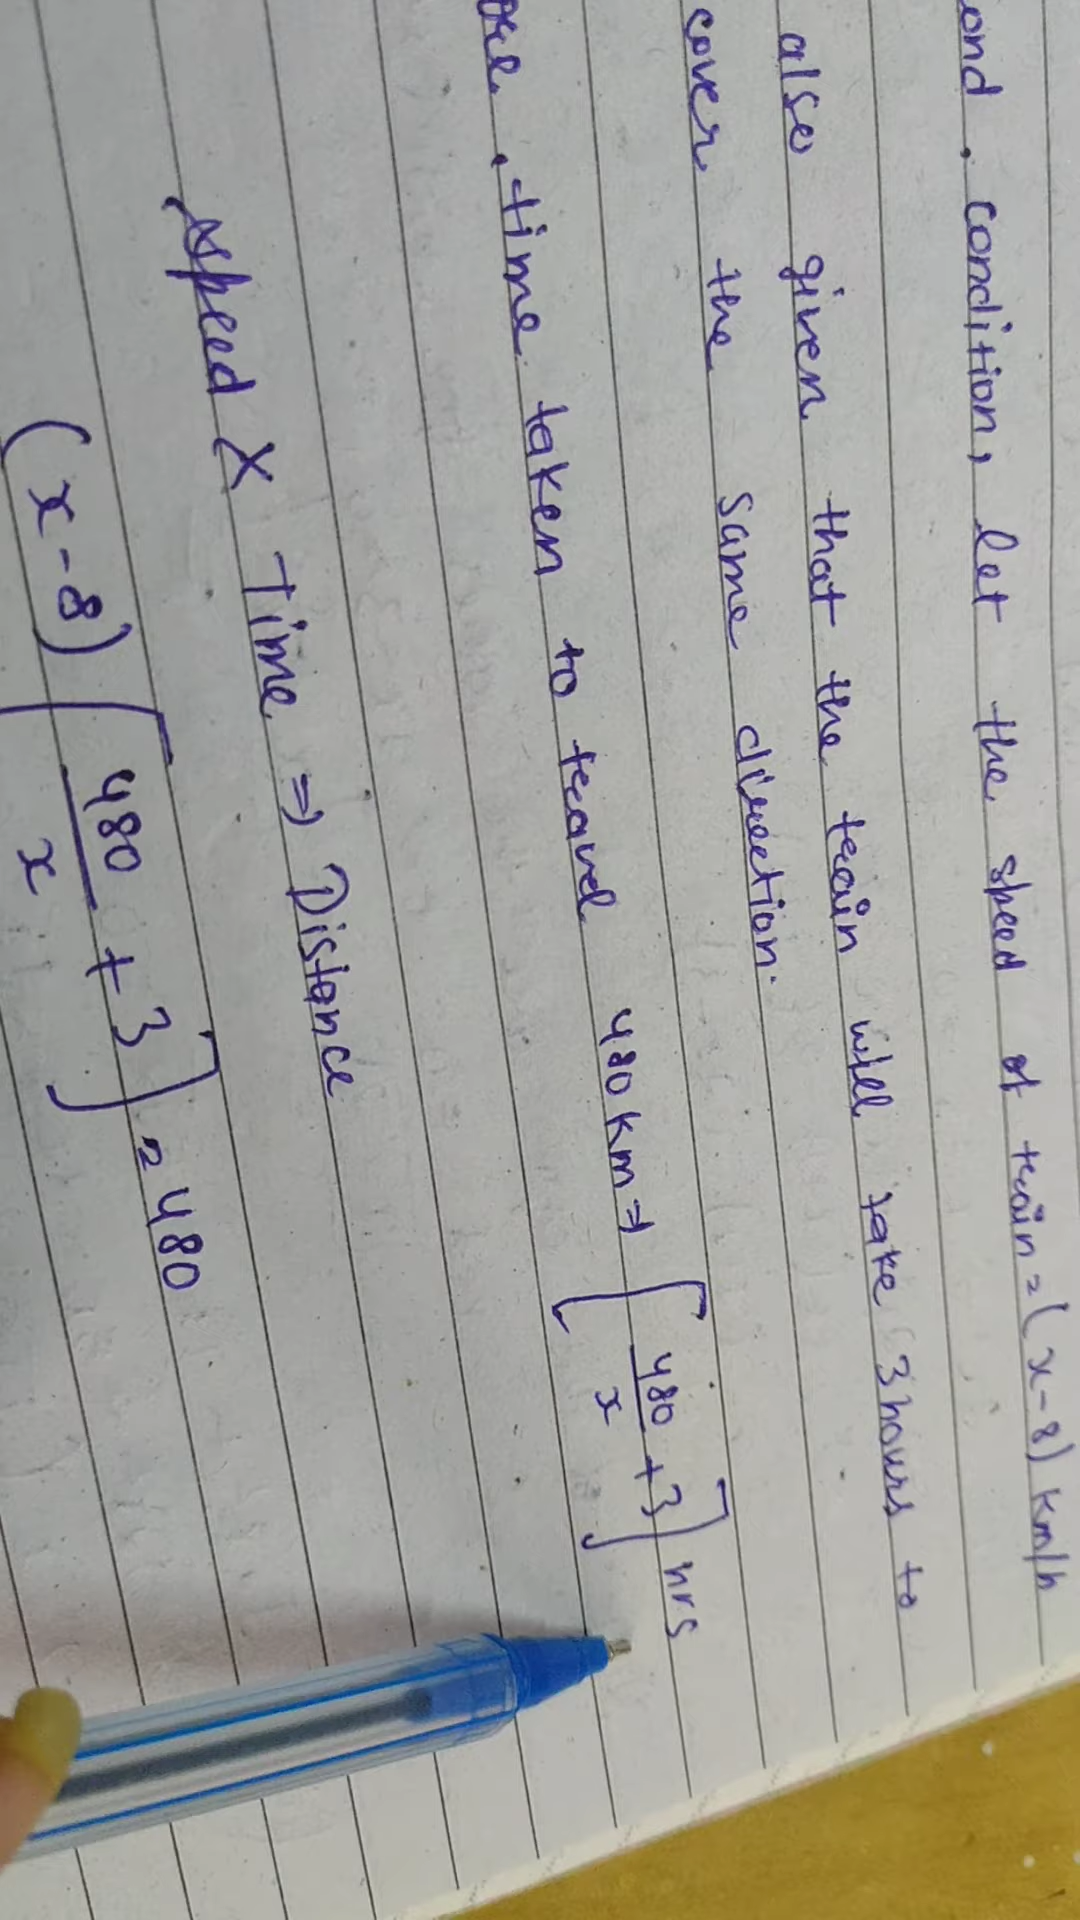 ond condition, let the speed of train = (x-8) km/h
also given that the train will take 3 hours to
cover the same direction.
ore, time taken to travel 480 km ⇒ [480/x + 3] hrs
Speed X Time ⇒ Distance
(x-8) [480/x + 3] = 480